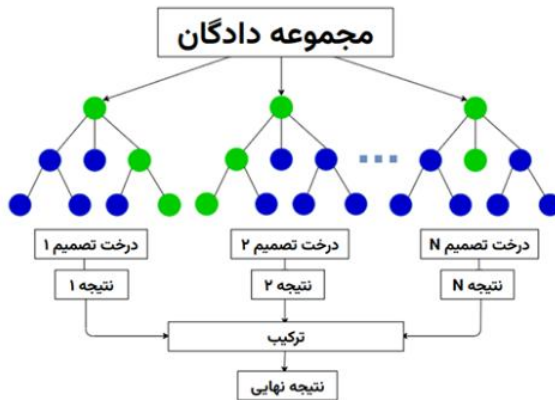 مجموعه دادگان
درخت تصمیم ۱
درخت تصمیم ۲
درخت تصمیم N
نتیجه ۱
نتیجه ۲
نتیجه N
ترکیب
نتیجه نهایی